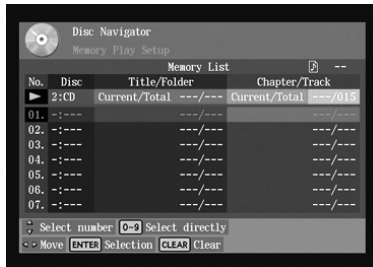 Disc Navigator
Memory Play Setup
Memory List ♪ --
No. Disc Title/Folder Chapter/Track
► 2:CD Current/Total ---/--- Current/Total ---/015
01. -:--- ---/--- ---/---
02. -:--- ---/--- ---/---
03. -:--- ---/--- ---/---
04. -:--- ---/--- ---/---
05. -:--- ---/--- ---/---
06. -:--- ---/--- ---/---
07. -:--- ---/--- ---/---
Select number 0~9 Select directly
Move ENTER Selection CLEAR Clear